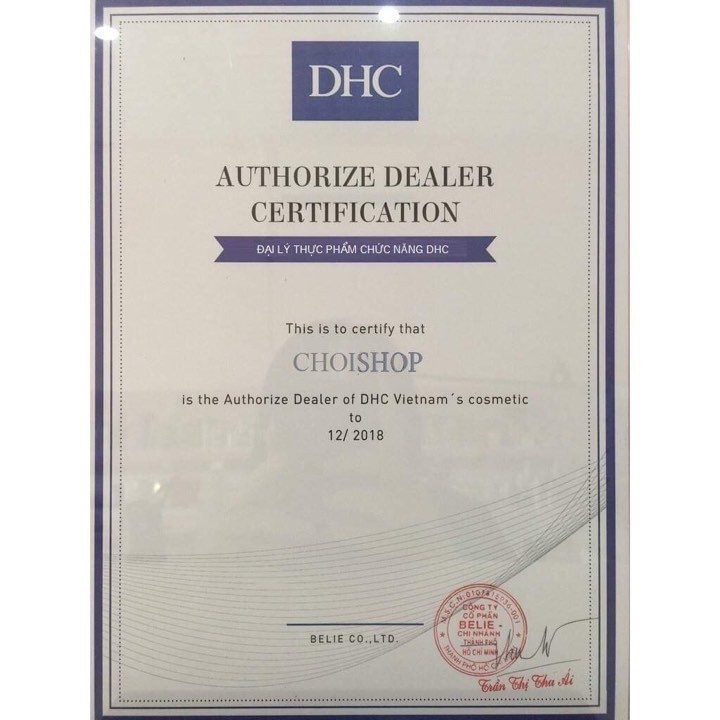 DHC
AUTHORIZE DEALER
CERTIFICATION
ĐẠI LÝ THỰC PHẨM CHỨC NĂNG DHC
This is to certify that
CHOISHOP
is the Authorize Dealer of DHC Vietnam´s cosmetic
to
12/ 2018
BELIE CO.,LTD.
CÔNG TY
CỔ PHẦN
BELIE -
CHI NHÁNH
THÀNH PHỐ
HỒ CHÍ MINH
Trần Thị Thu Ái